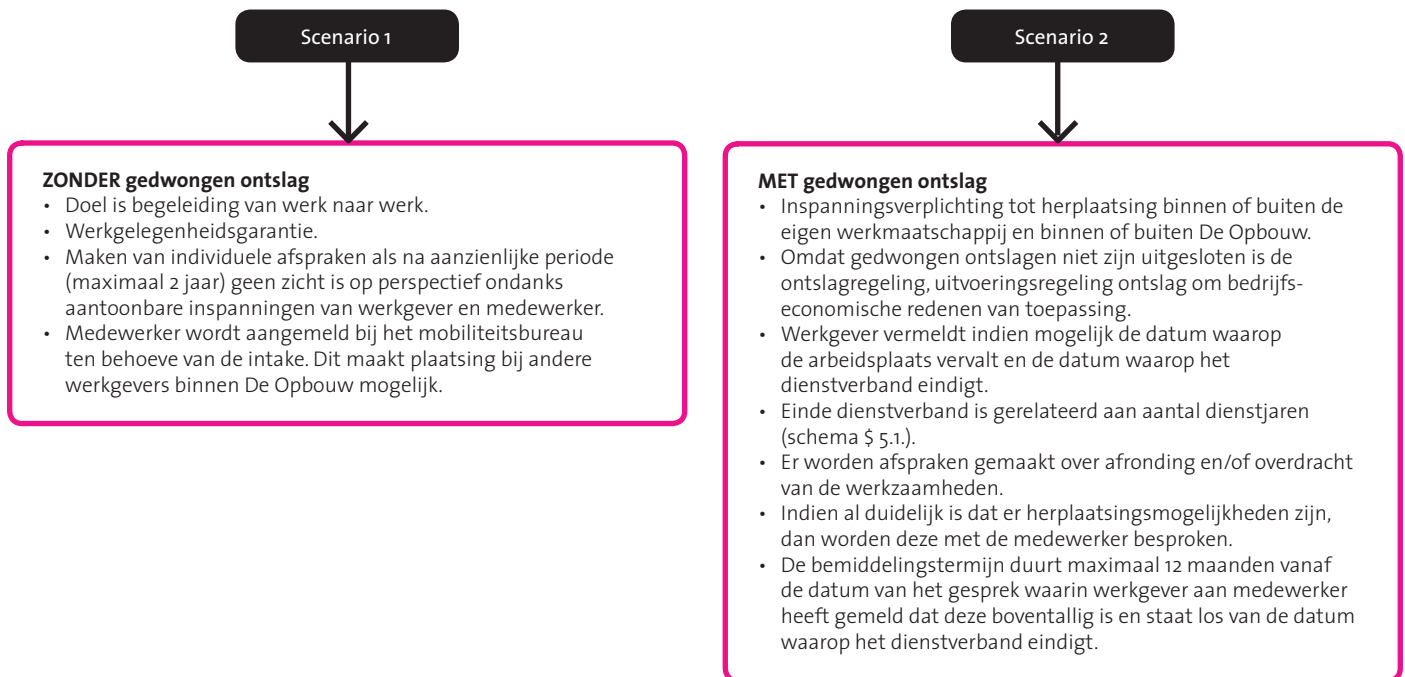 Scenario 1
ZONDER gedwongen ontslag
• Doel is begeleiding van werk naar werk.
• Werkgelegenheidsgarantie.
• Maken van individuele afspraken als na aanzienlijke periode
(maximaal 2 jaar) geen zicht is op perspectief ondanks
aantoonbare inspanningen van werkgever en medewerker.
• Medewerker wordt aangemeld bij het mobiliteitsbureau
ten behoeve van de intake. Dit maakt plaatsing bij andere
werkgevers binnen De Opbouw mogelijk.
Scenario 2
MET gedwongen ontslag
• Inspanningsverplichting tot herplaatsing binnen of buiten de
eigen werkmaatschappij en binnen of buiten De Opbouw.
• Omdat gedwongen ontslagen niet zijn uitgesloten is de
ontslagregeling, uitvoeringsregeling ontslag om bedrijfs-
economische redenen van toepassing.
• Werkgever vermeldt indien mogelijk de datum waarop
de arbeidsplaats vervalt en de datum waarop het
dienstverband eindigt.
• Einde dienstverband is gerelateerd aan aantal dienstjaren
(schema $ 5.1.).
• Er worden afspraken gemaakt over afronding en/of overdracht
van de werkzaamheden.
• Indien al duidelijk is dat er herplaatsingsmogelijkheden zijn,
dan worden deze met de medewerker besproken.
• De bemiddelingstermijn duurt maximaal 12 maanden vanaf
de datum van het gesprek waarin werkgever aan medewerker
heeft gemeld dat deze boventallig is en staat los van de datum
waarop het dienstverband eindigt.